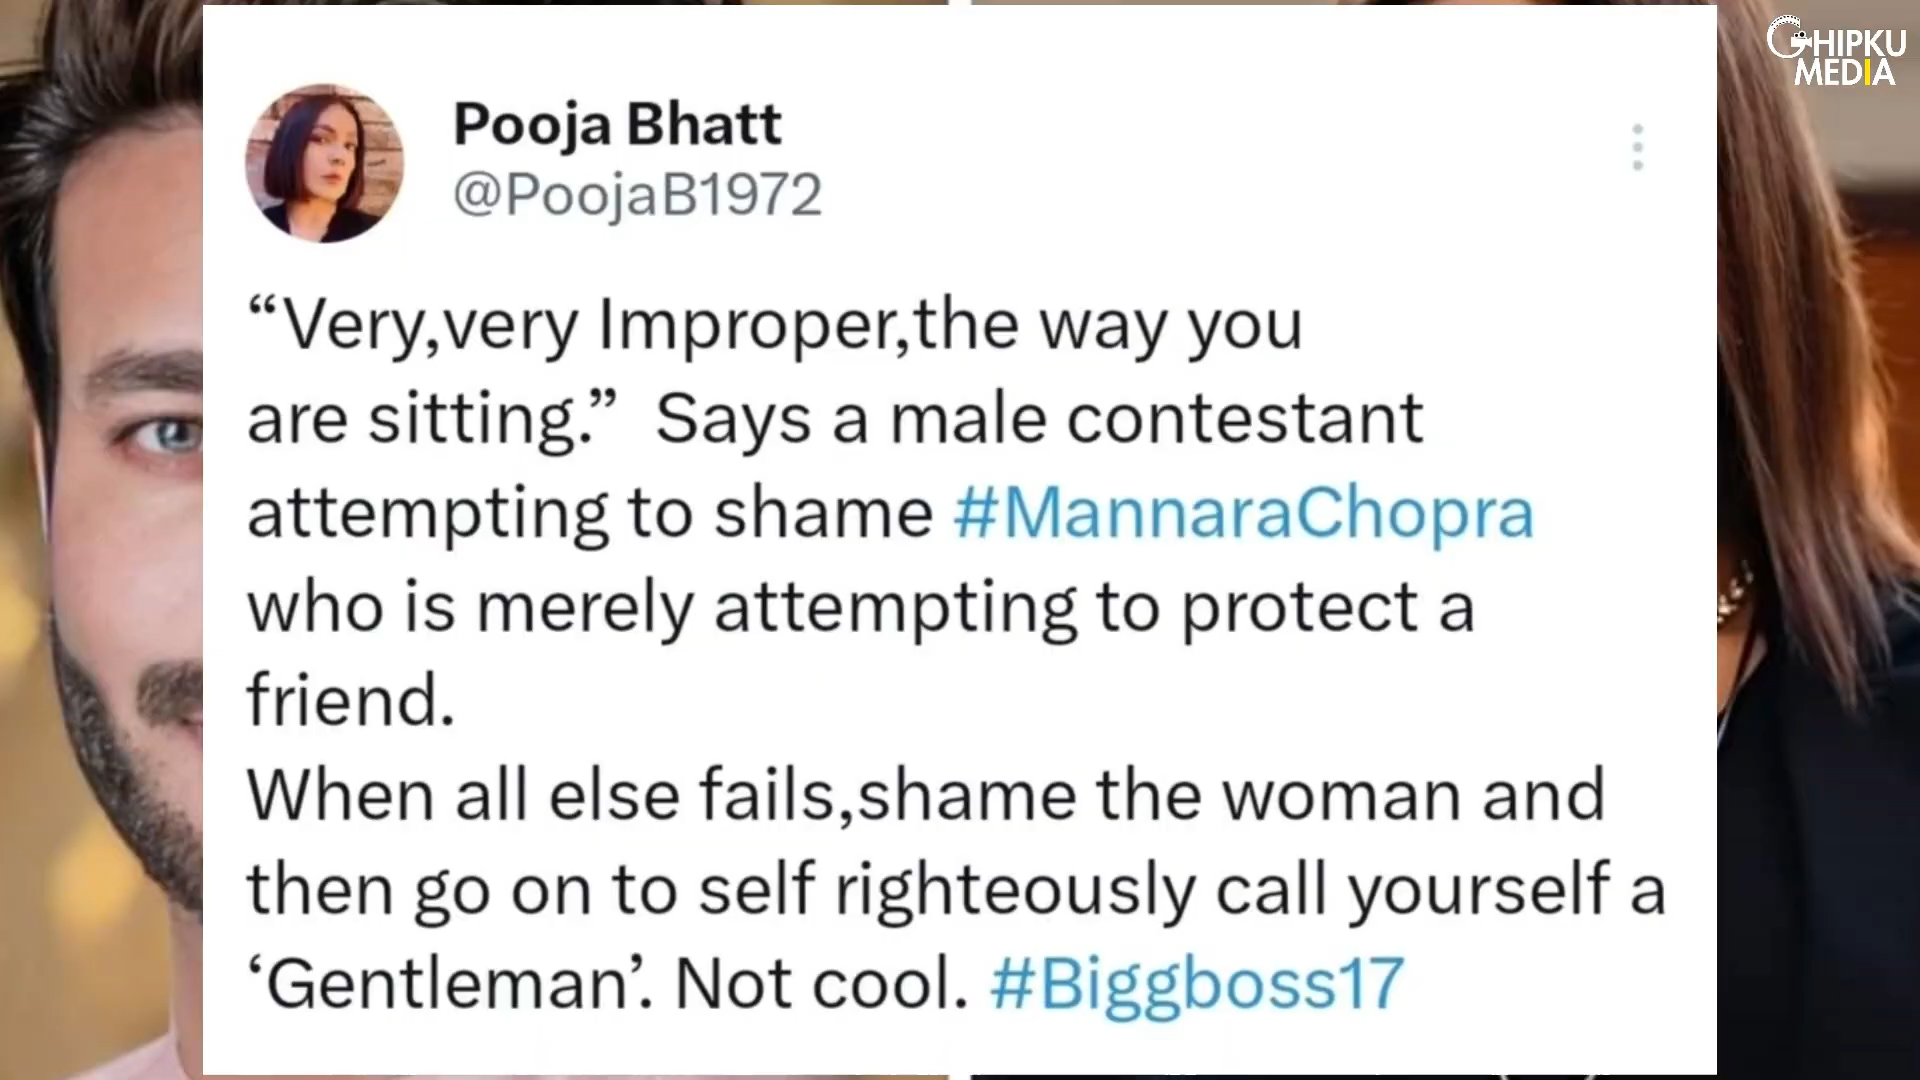 GHIPKU
MEDIA
Pooja Bhatt
@PoojaB1972
“Very,very Improper,the way you
are sitting.” Says a male contestant
attempting to shame #MannaraChopra
who is merely attempting to protect a
friend.
When all else fails,shame the woman and
then go on to self righteously call yourself a
‘Gentleman’. Not cool. #Biggboss17